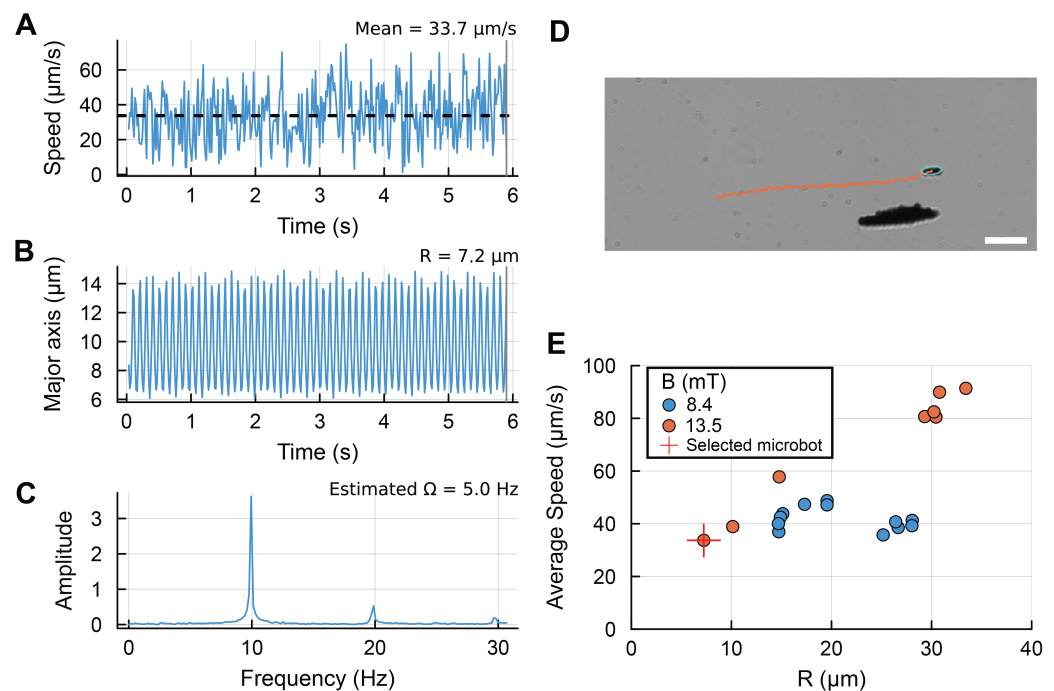 A
Mean = 33.7 µm/s
Speed (µm/s)
60
40
20
0
0 1 2 3 4 5 6
Time (s)
B
R = 7.2 µm
Major axis (µm)
14
12
10
8
6
0 1 2 3 4 5 6
Time (s)
C
Estimated Ω = 5.0 Hz
Amplitude
3
2
1
0
0 10 20 30
Frequency (Hz)
D
E
Average Speed (µm/s)
100
80
60
40
20
0
B (mT)
8.4
13.5
Selected microbot
0 10 20 30 40
R (µm)